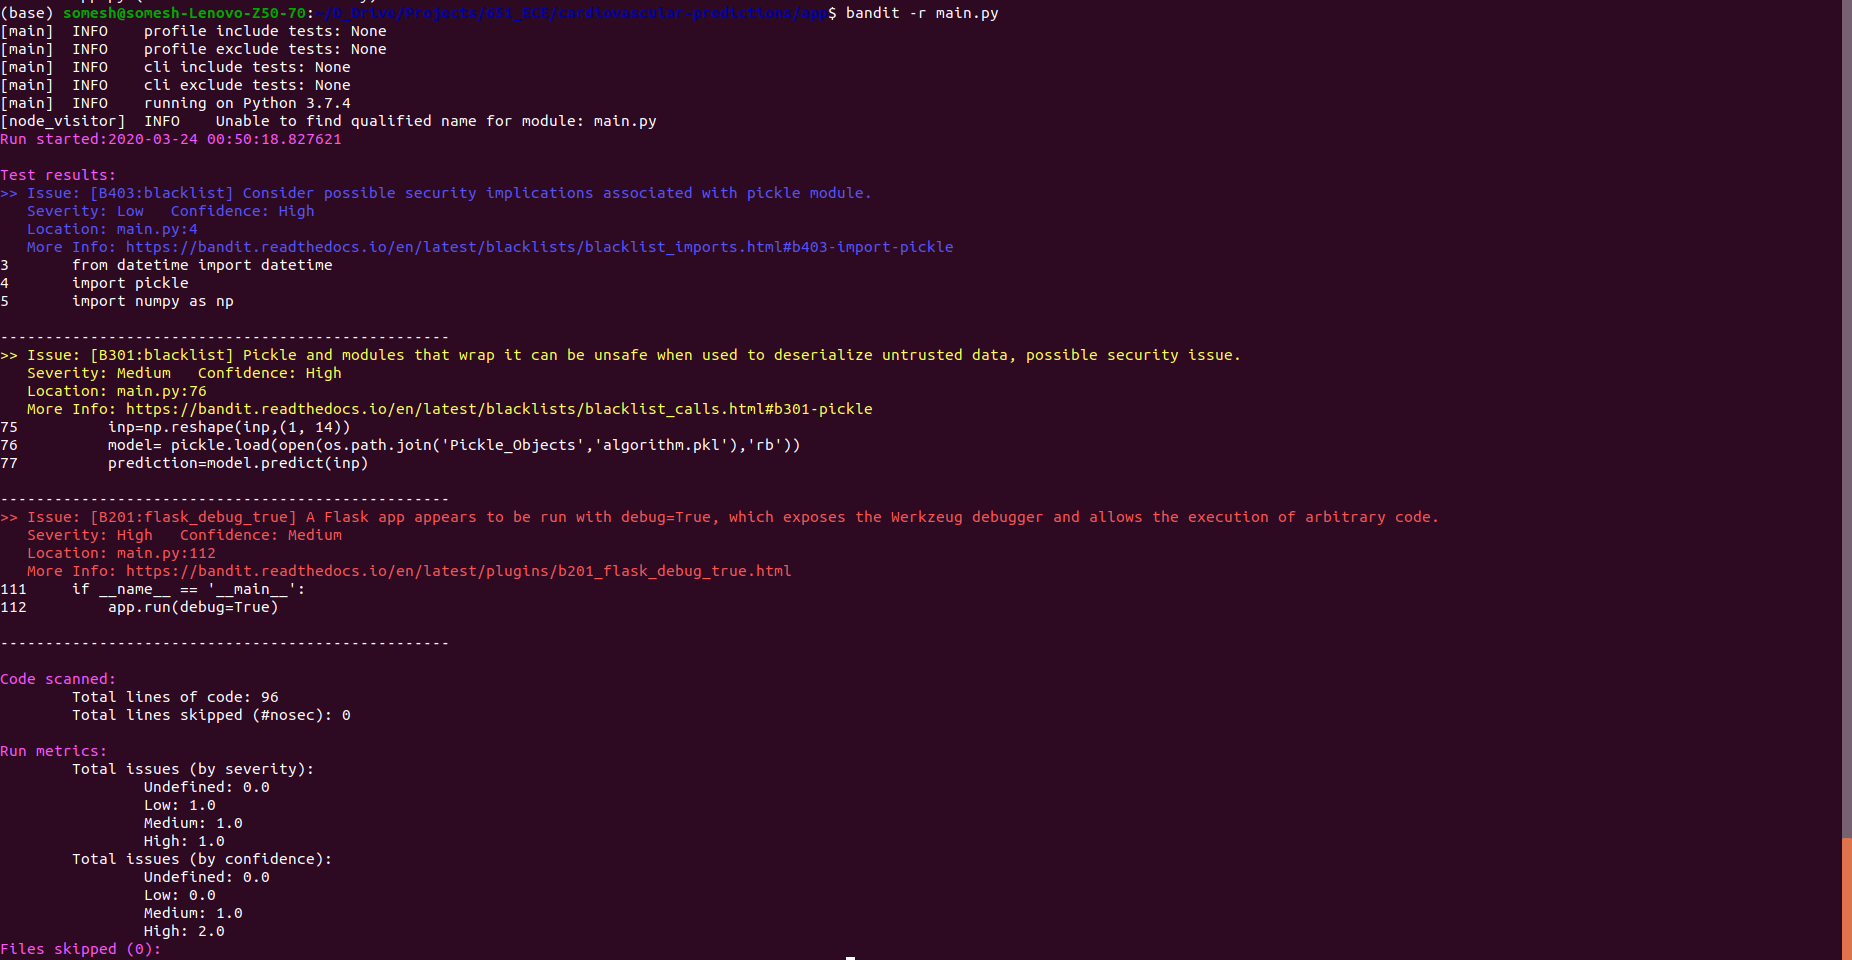 (base) somesh@somesh-Lenovo-Z50-70:~/D_Drive/Projects/651_ECE/cardiovascular-predictions/app$ bandit -r main.py
[main]  INFO    profile include tests: None
[main]  INFO    profile exclude tests: None
[main]  INFO    cli include tests: None
[main]  INFO    cli exclude tests: None
[main]  INFO    running on Python 3.7.4
[node_visitor]  INFO    Unable to find qualified name for module: main.py
Run started:2020-03-24 00:50:18.827621

Test results:
>> Issue: [B403:blacklist] Consider possible security implications associated with pickle module.
   Severity: Low   Confidence: High
   Location: main.py:4
   More Info: https://bandit.readthedocs.io/en/latest/blacklists/blacklist_imports.html#b403-import-pickle
3       from datetime import datetime
4       import pickle
5       import numpy as np

--------------------------------------------------
>> Issue: [B301:blacklist] Pickle and modules that wrap it can be unsafe when used to deserialize untrusted data, possible security issue.
   Severity: Medium   Confidence: High
   Location: main.py:76
   More Info: https://bandit.readthedocs.io/en/latest/blacklists/blacklist_calls.html#b301-pickle
75          inp=np.reshape(inp,(1, 14))
76          model= pickle.load(open(os.path.join('Pickle_Objects','algorithm.pkl'),'rb'))
77          prediction=model.predict(inp)

--------------------------------------------------
>> Issue: [B201:flask_debug_true] A Flask app appears to be run with debug=True, which exposes the Werkzeug debugger and allows the execution of arbitrary code.
   Severity: High   Confidence: Medium
   Location: main.py:112
   More Info: https://bandit.readthedocs.io/en/latest/plugins/b201_flask_debug_true.html
111     if __name__ == '__main__':
112         app.run(debug=True)

--------------------------------------------------

Code scanned:
        Total lines of code: 96
        Total lines skipped (#nosec): 0

Run metrics:
        Total issues (by severity):
                Undefined: 0.0
                Low: 1.0
                Medium: 1.0
                High: 1.0
        Total issues (by confidence):
                Undefined: 0.0
                Low: 0.0
                Medium: 1.0
                High: 2.0
Files skipped (0):